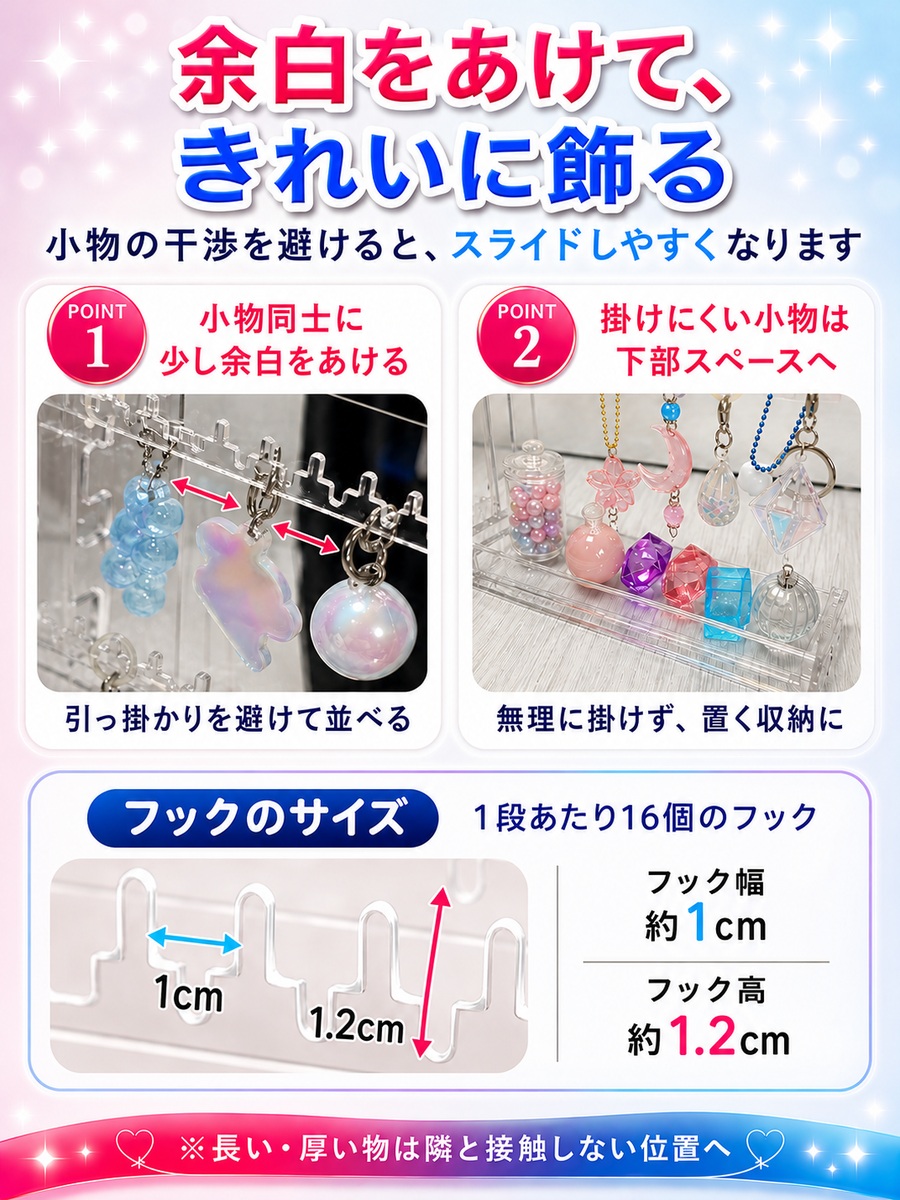 余白をあけて、
きれいに飾る
小物の干渉を避けると、スライドしやすくなります
POINT
1
小物同士に
少し余白をあける
引っ掛かりを避けて並べる
POINT
2
掛けにくい小物は
下部スペースへ
無理に掛けず、置く収納に
フックのサイズ
1段あたり16個のフック
1cm
1.2cm
フック幅
約1cm
フック高
約1.2cm
※長い・厚い物は隣と接触しない位置へ